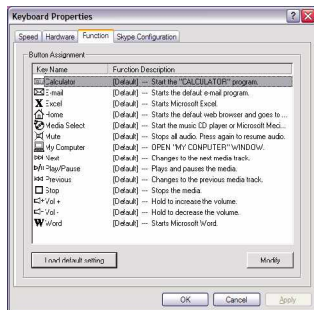 Keyboard Properties
Speed Hardware Function Skype Configuration
Button Assignment
Key Name Function Description
Calculator [Default] --- Start the "CALCULATOR" program.
E-mail [Default] --- Starts the default e-mail program.
Excel [Default] --- Starts Microsoft Excel.
Home [Default] --- Starts the default web browser and goes to ...
Media Select [Default] --- Start the music CD player or Microsoft Medi...
Mute [Default] --- Stops all audio. Press again to resume audio.
My Computer [Default] --- OPEN "MY COMPUTER" WINDOW.
Next [Default] --- Changes to the next media track.
Play/Pause [Default] --- Plays and pauses the media.
Previous [Default] --- Changes to the previous media track.
Stop [Default] --- Stops the media.
Vol + [Default] --- Hold to increase the volume.
Vol - [Default] --- Hold to decrease the volume.
Word [Default] --- Starts Microsoft Word.
Load default setting Modify
OK Cancel Apply